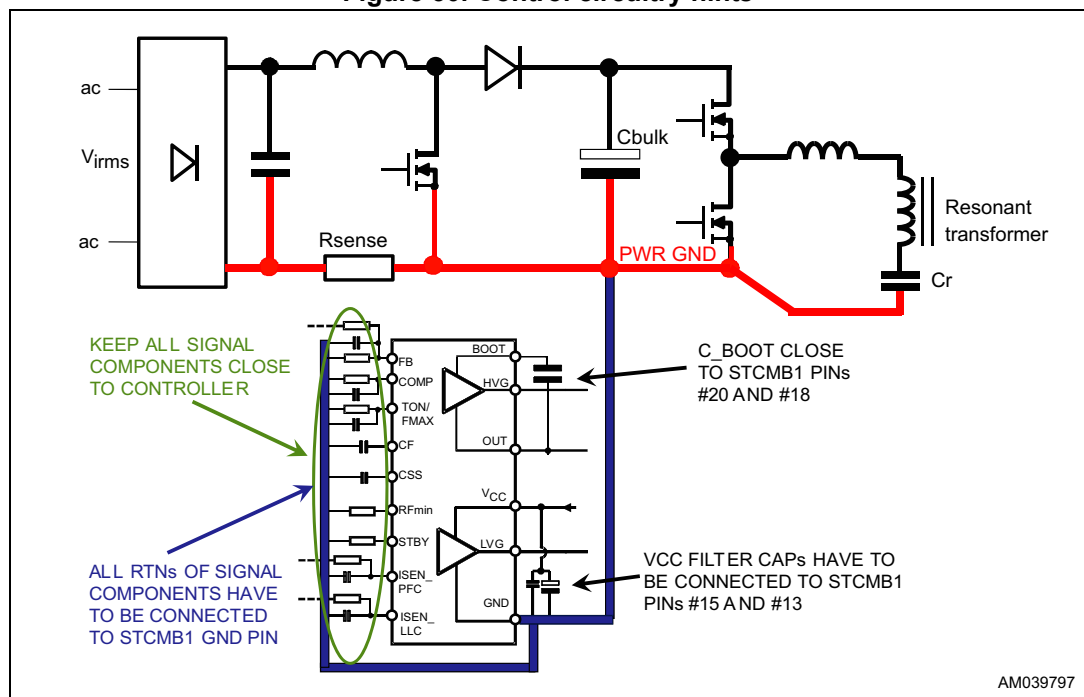 ac
Virms
ac
Rsense
Cbulk
PWR GND
Resonant
transformer
Cr
KEEP ALL SIGNAL
COMPONENTS CLOSE
TO CONTROLLER
ALL RTNs OF SIGNAL
COMPONENTS HAVE
TO BE CONNECTED
TO STCMB1 GND PIN
FB
COMP
TON/
FMAX
CF
CSS
RFmin
STBY
ISEN_
PFC
ISEN_
LLC
BOOT
HVG
OUT
VCC
LVG
GND
C_BOOT CLOSE
TO STCMB1 PINs
#20 AND #18
VCC FILTER CAPs HAVE TO
BE CONNECTED TO STCMB1
PINs #15 AND #13
AM039797